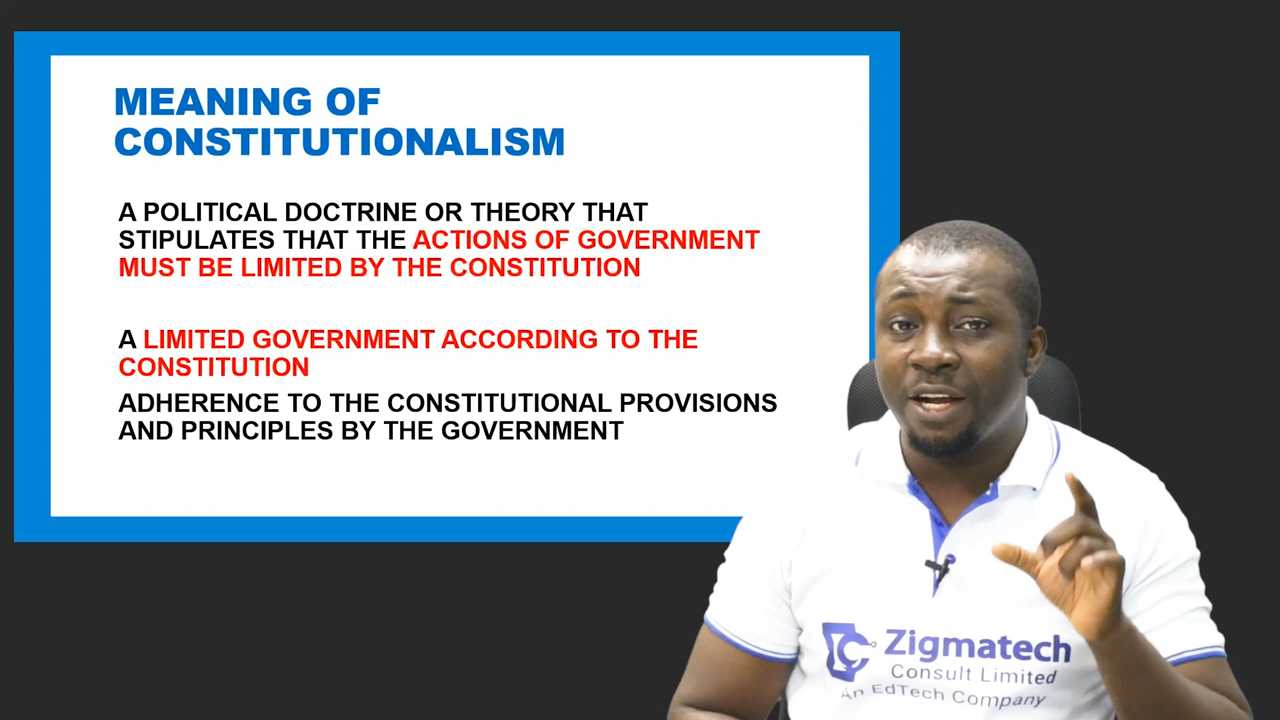 MEANING OF
CONSTITUTIONALISM
A POLITICAL DOCTRINE OR THEORY THAT
STIPULATES THAT THE ACTIONS OF GOVERNMENT
MUST BE LIMITED BY THE CONSTITUTION
A LIMITED GOVERNMENT ACCORDING TO THE
CONSTITUTION
ADHERENCE TO THE CONSTITUTIONAL PROVISIONS
AND PRINCIPLES BY THE GOVERNMENT
Zigmatech
Consult Limited
An EdTech Company